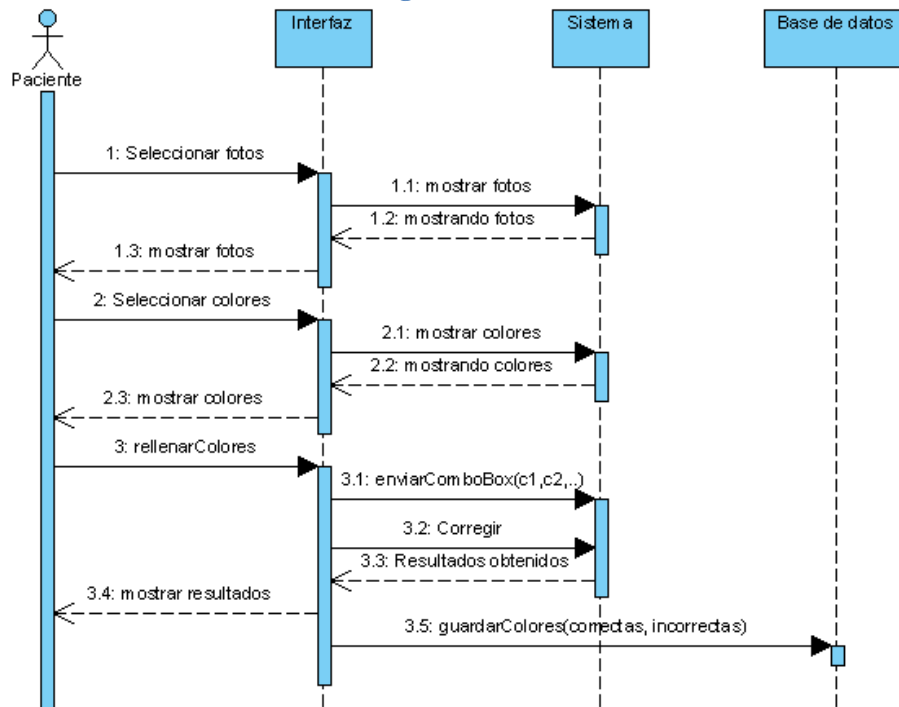 Interfaz
Sistema
Base de datos
Paciente
1: Seleccionar fotos
1.1: mostrar fotos
1.2: mostrando fotos
1.3: mostrar fotos
2: Seleccionar colores
2.1: mostrar colores
2.2: mostrando colores
2.3: mostrar colores
3: rellenarColores
3.1: enviarComboBox(c1,c2,..)
3.2: Corregir
3.3: Resultados obtenidos
3.4: mostrar resultados
3.5: guardarColores(correctas, incorrectas)